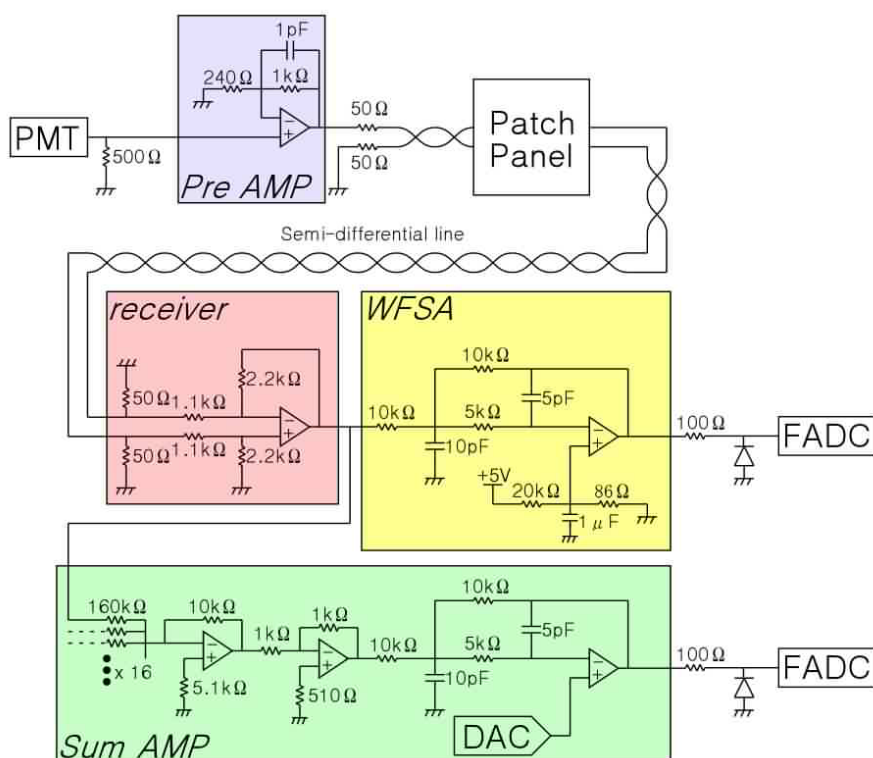 1pF
240Ω
1kΩ
PMT
500Ω
Pre AMP
50Ω
50Ω
Patch
Panel
Semi-differential line
receiver
50Ω
1.1kΩ
2.2kΩ
50Ω
1.1kΩ
2.2kΩ
WFSA
10kΩ
10kΩ
5kΩ
5pF
10pF
+5V
20kΩ
86Ω
1μF
100Ω
FADC
160kΩ
x 16
10kΩ
5.1kΩ
1kΩ
1kΩ
510Ω
10kΩ
10kΩ
5kΩ
5pF
10pF
DAC
Sum AMP
100Ω
FADC